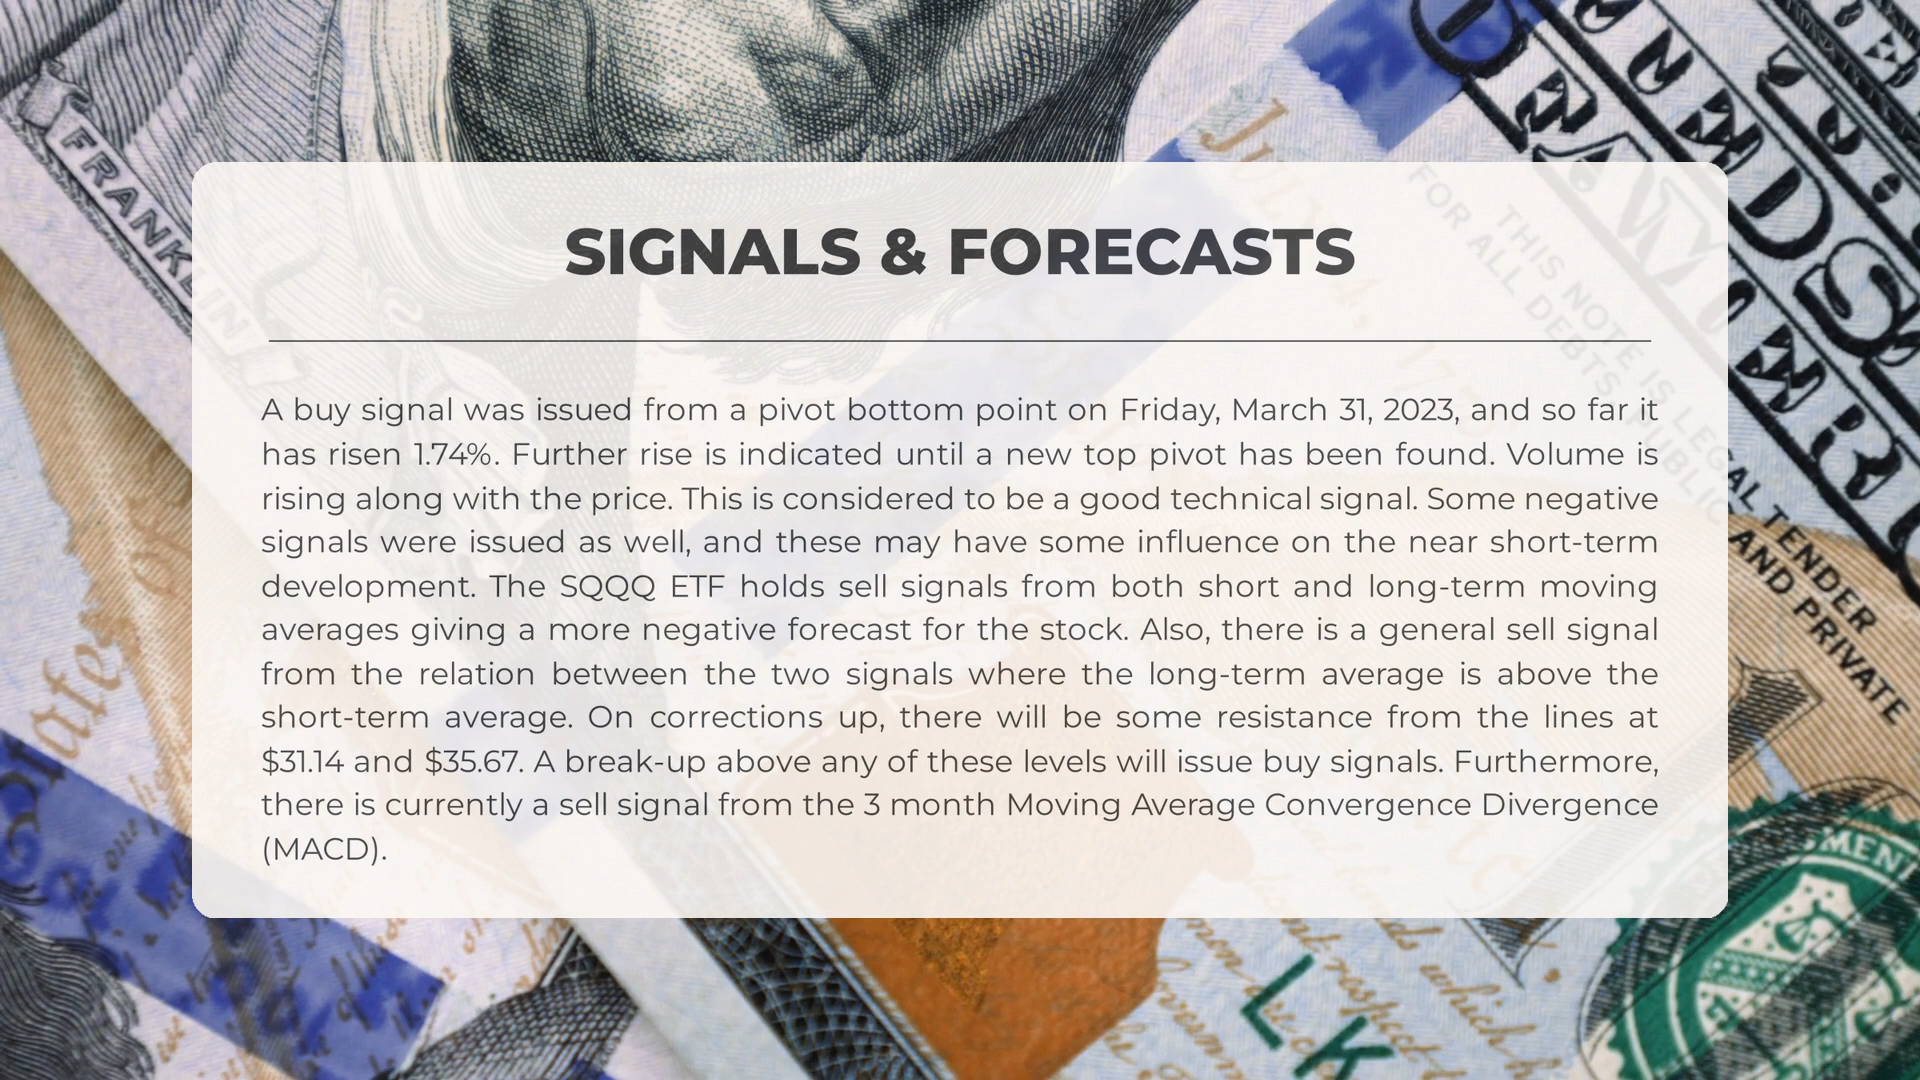 FRANKLIN
JULY 4, 17
THIS NOTE IS LEGAL TENDER
FOR ALL DEBTS, PUBLIC AND PRIVATE
SIGNALS & FORECASTS
A buy signal was issued from a pivot bottom point on Friday, March 31, 2023, and so far it
has risen 1.74%. Further rise is indicated until a new top pivot has been found. Volume is
rising along with the price. This is considered to be a good technical signal. Some negative
signals were issued as well, and these may have some influence on the near short-term
development. The SQQQ ETF holds sell signals from both short and long-term moving
averages giving a more negative forecast for the stock. Also, there is a general sell signal
from the relation between the two signals where the long-term average is above the
short-term average. On corrections up, there will be some resistance from the lines at
$31.14 and $35.67. A break-up above any of these levels will issue buy signals. Furthermore,
there is currently a sell signal from the 3 month Moving Average Convergence Divergence
(MACD).
LK